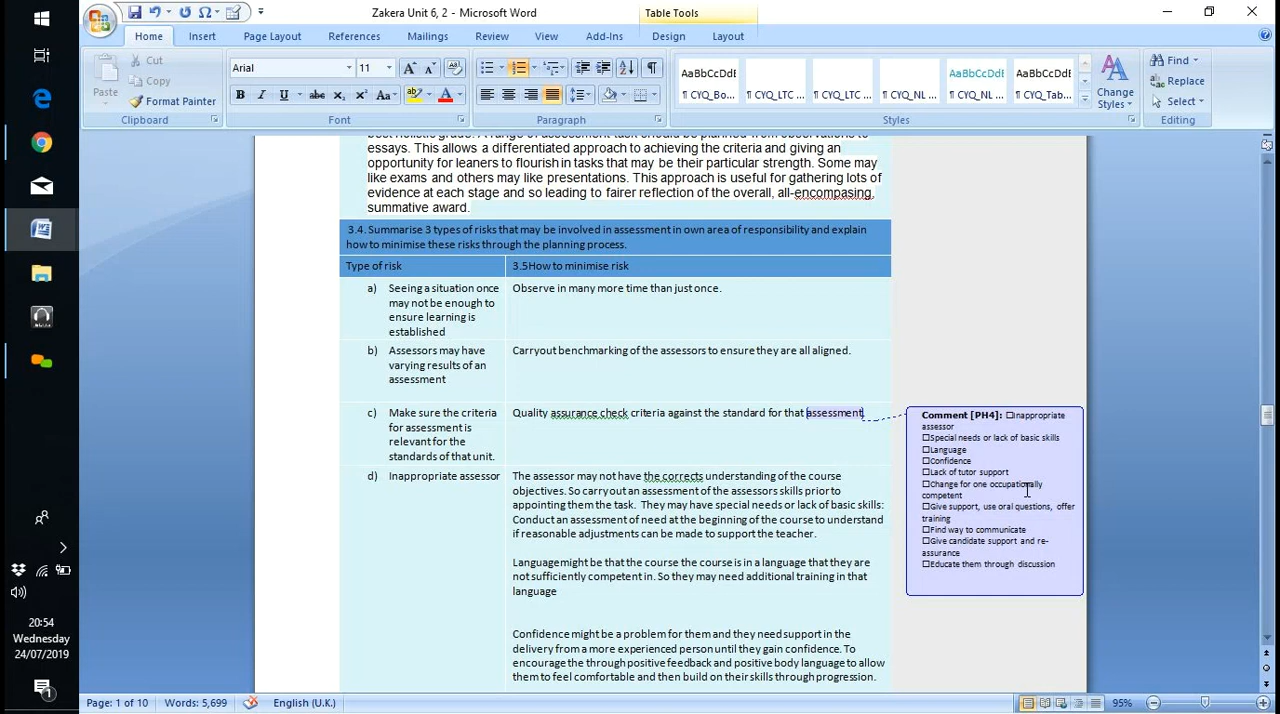 Zakera Unit 6, 2 - Microsoft Word
Table Tools
Home
Insert
Page Layout
References
Mailings
Review
View
Add-Ins
Design
Layout
Paste
Cut
Copy
Format Painter
Clipboard
Arial
11
Font
Paragraph
AaBbCcDdE
¶ CYQ_Bo...
¶ CYQ_LTC ...
¶ CYQ_LTC ...
¶ CYQ_NL ...
AaBbCcDdE
¶ CYQ_NL ...
AaBbCcDdE
¶ CYQ_Tab...
Change
Styles
Styles
Find
Replace
Select
Editing
best holistic grade. A range of assessment task should be planned from observations to
essays. This allows a differentiated approach to achieving the criteria and giving an
opportunity for leaners to flourish in tasks that may be their particular strength. Some may
like exams and others may like presentations. This approach is useful for gathering lots of
evidence at each stage and so leading to fairer reflection of the overall, all-encompasing,
summative award.
3.4. Summarise 3 types of risks that may be involved in assessment in own area of responsibility and explain
how to minimise these risks through the planning process.
Type of risk
3.5How to minimise risk
a) Seeing a situation once
may not be enough to
ensure learning is
established
Observe in many more time than just once.
b) Assessors may have
varying results of an
assessment
Carryout benchmarking of the assessors to ensure they are all aligned.
c) Make sure the criteria
for assessment is
relevant for the
standards of that unit.
Quality assurance check criteria against the standard for that assessment.
d) Inappropriate assessor
The assessor may not have the corrects understanding of the course
objectives. So carry out an assessment of the assessors skills prior to
appointing them the task. They may have special needs or lack of basic skills:
Conduct an assessment of need at the beginning of the course to understand
if reasonable adjustments can be made to support the teacher.
Language might be that the course the course is in a language that they are
not sufficiently competent in. So they may need additional training in that
language
Confidence might be a problem for them and they need support in the
delivery from a more experienced person until they gain confidence. To
encourage the through positive feedback and positive body language to allow
them to feel comfortable and then build on their skills through progression.
Comment [PH4]: ☐Inappropriate
assessor
☐Special needs or lack of basic skills
☐Language
☐Confidence
☐Lack of tutor support
☐Change for one occupationally
competent
☐Give support, use oral questions, offer
training
☐Find way to communicate
☐Give candidate support and re-
assurance
☐Educate them through discussion
20:54
Wednesday
24/07/2019
1
Page: 1 of 10
Words: 5,699
English (U.K.)
95%